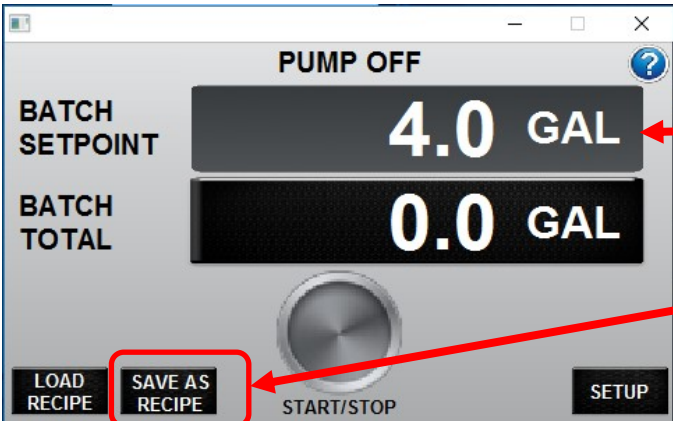 PUMP OFF
?
BATCH
SETPOINT
4.0 GAL
BATCH
TOTAL
0.0 GAL
LOAD
RECIPE
SAVE AS
RECIPE
START/STOP
SETUP